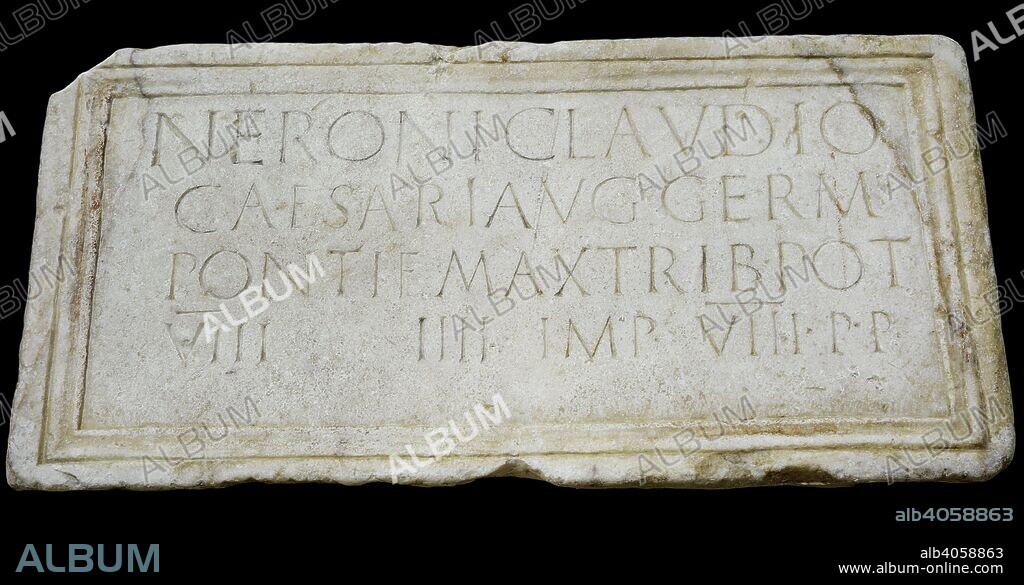 NERONI CLAVDIO
CAESARI AVG GERM
PONTIF MAX TRIB POT
VIII IIII IMP VIII P·P·
ALBUM
alb4058863
alb4058863
www.album-online.com